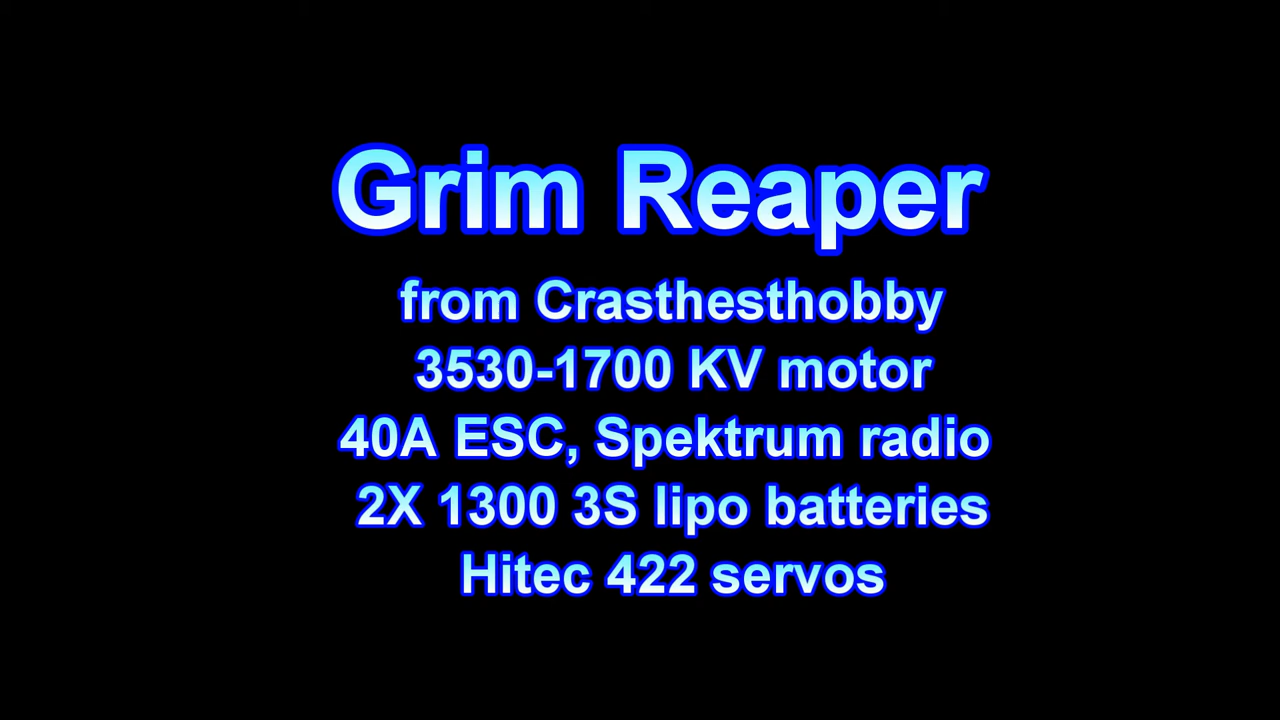 Grim Reaper
from Crasthesthobby
3530-1700 KV motor
40A ESC, Spektrum radio
2X 1300 3S lipo batteries
Hitec 422 servos